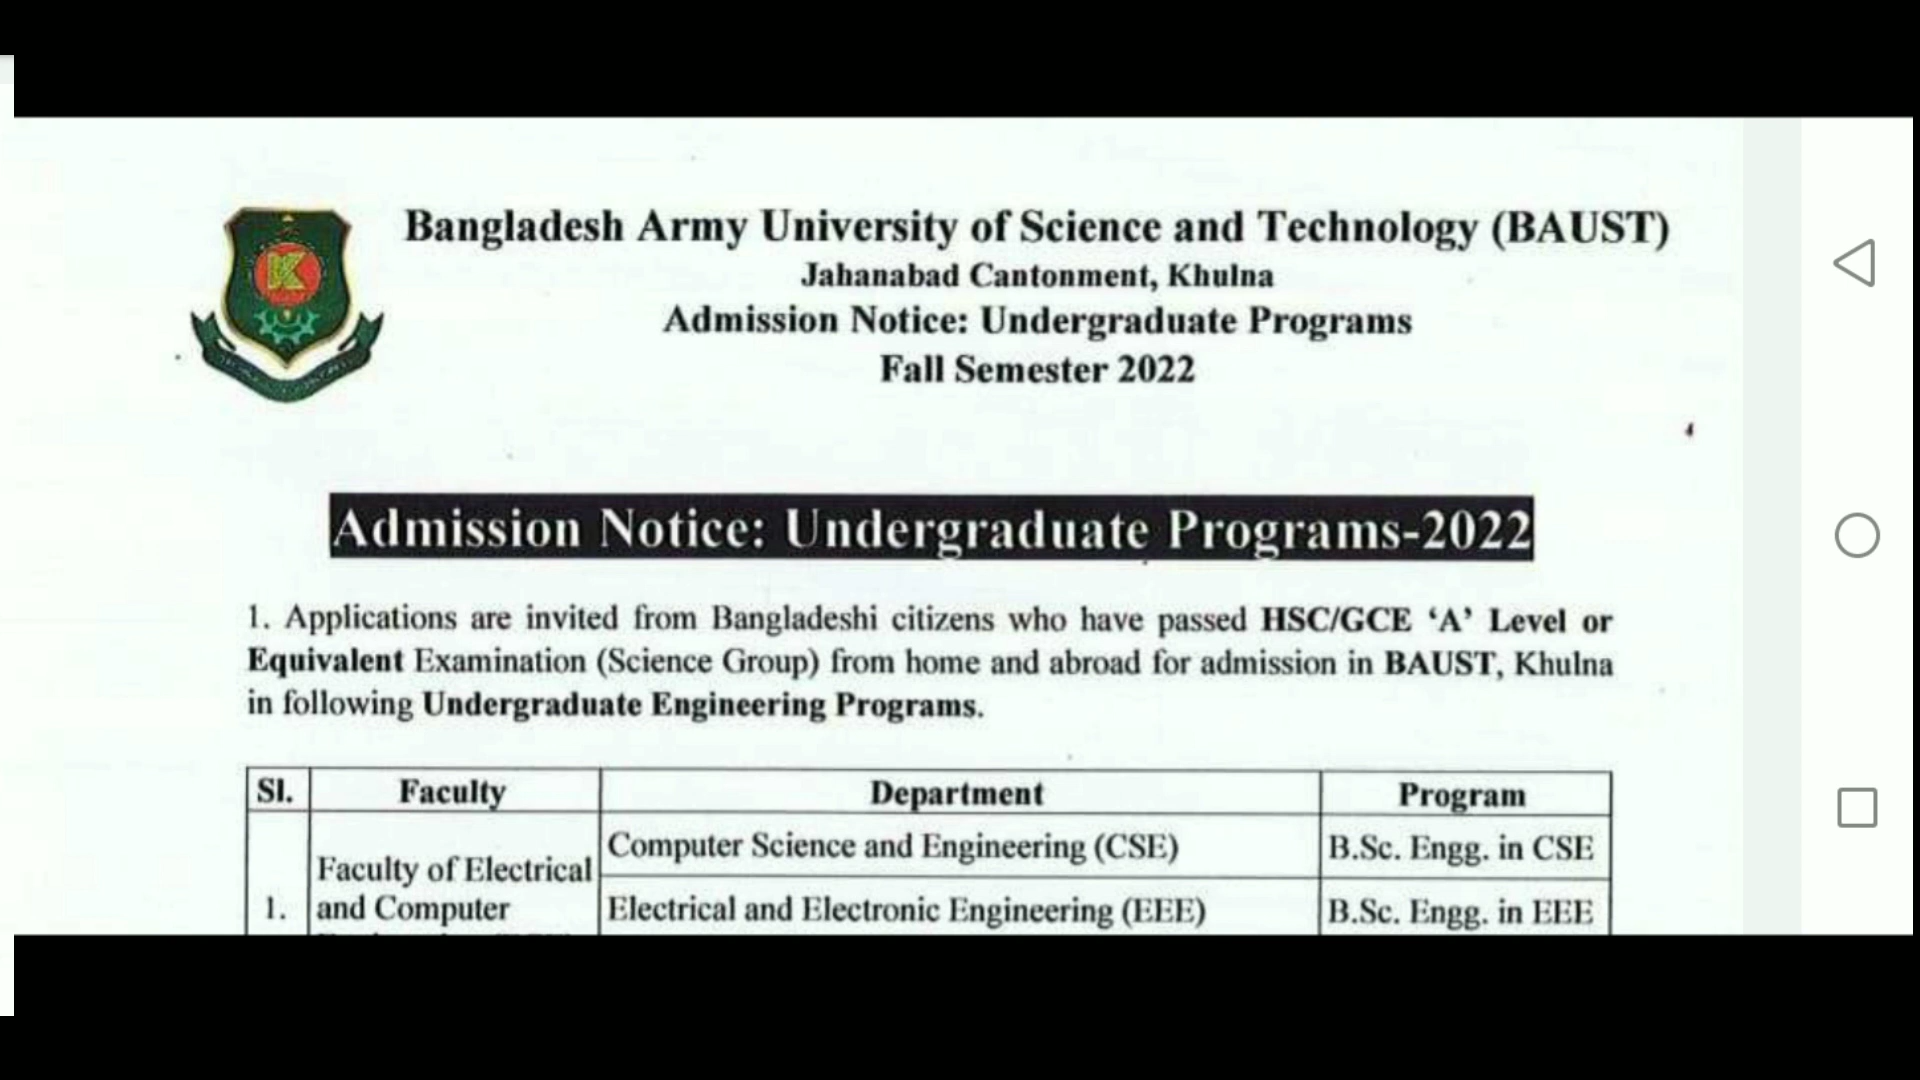 Bangladesh Army University of Science and Technology (BAUST)
Jahanabad Cantonment, Khulna
Admission Notice: Undergraduate Programs
Fall Semester 2022
Admission Notice: Undergraduate Programs-2022
1. Applications are invited from Bangladeshi citizens who have passed HSC/GCE ‘A’ Level or
Equivalent Examination (Science Group) from home and abroad for admission in BAUST, Khulna
in following Undergraduate Engineering Programs.
Sl. Faculty Department Program
Computer Science and Engineering (CSE) B.Sc. Engg. in CSE
Faculty of Electrical
1. and Computer Electrical and Electronic Engineering (EEE) B.Sc. Engg. in EEE